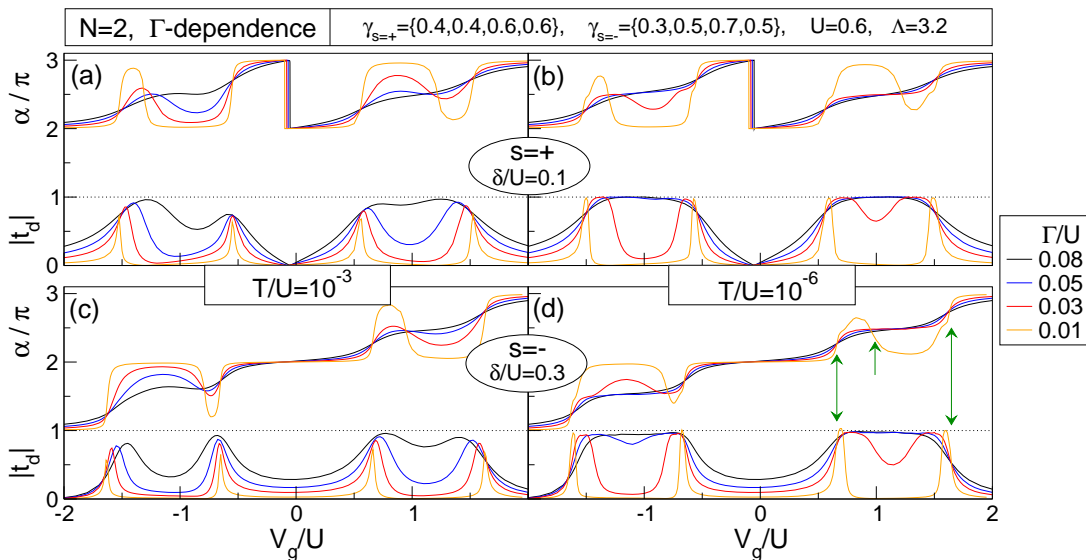 N=2, Γ-dependence
γs=+={0.4,0.4,0.6,0.6}, γs=-={0.3,0.5,0.7,0.5}, U=0.6, Λ=3.2
(a)
(b)
α / π
3
2
s=+
δ/U=0.1
|td|
1
0
T/U=10-3
T/U=10-6
Γ/U
0.08
0.05
0.03
0.01
(c)
(d)
α / π
3
2
1
s=-
δ/U=0.3
|td|
1
0
-2 -1 0 1 -1 0 1 2
Vg/U
Vg/U